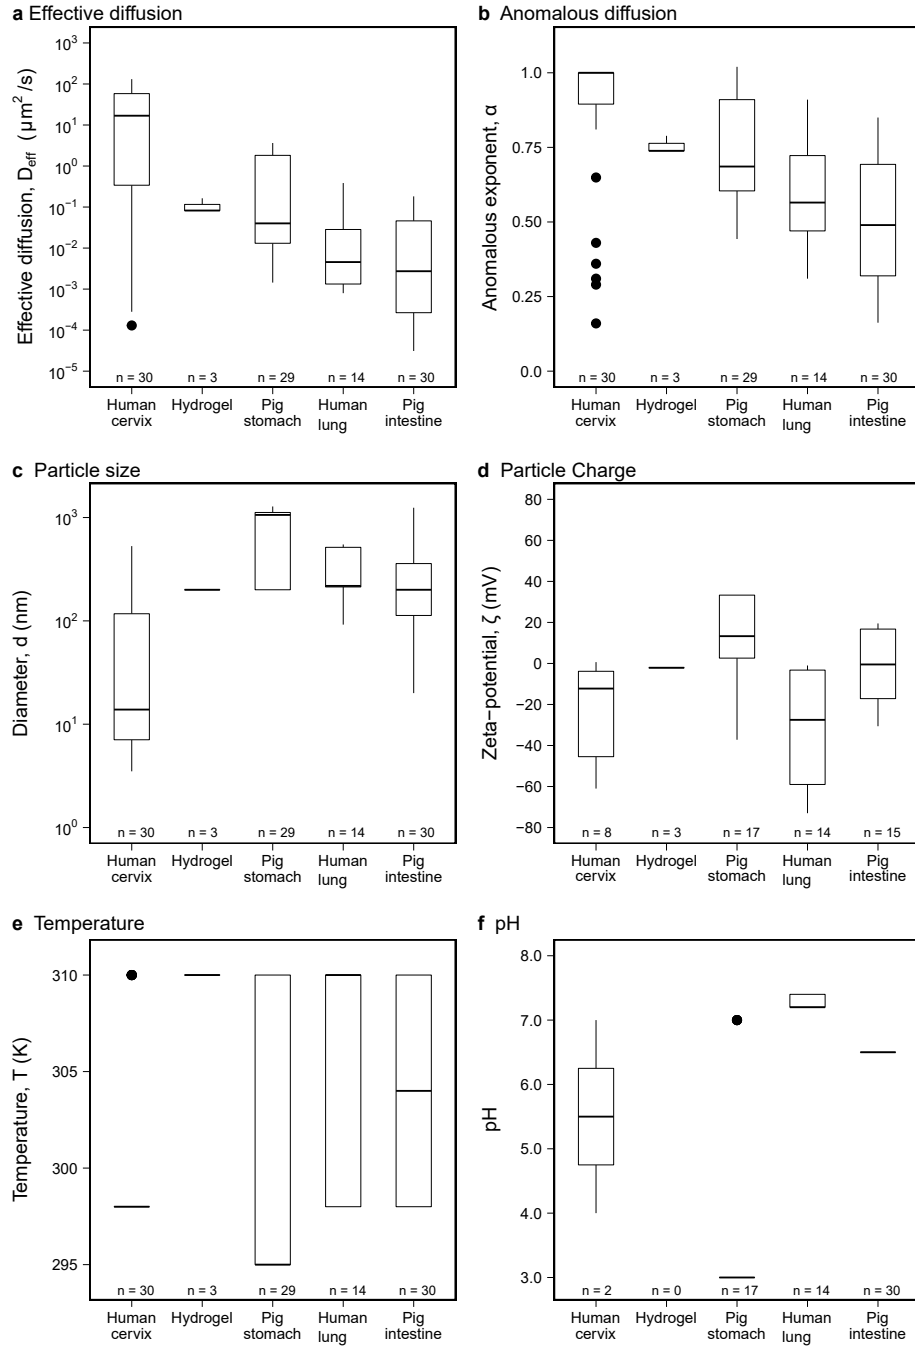 a Effective diffusion
Effective diffusion, D_eff ( μm² /s)
10³
10²
10¹
10⁰
10⁻¹
10⁻²
10⁻³
10⁻⁴
10⁻⁵
n = 30
n = 3
n = 29
n = 14
n = 30
Human
cervix
Hydrogel
Pig
stomach
Human
lung
Pig
intestine
b Anomalous diffusion
Anomalous exponent, α
1.0
0.75
0.50
0.25
0.0
n = 30
n = 3
n = 29
n = 14
n = 30
Human
cervix
Hydrogel
Pig
stomach
Human
lung
Pig
intestine
c Particle size
Diameter, d (nm)
10³
10²
10¹
10⁰
n = 30
n = 3
n = 29
n = 14
n = 30
Human
cervix
Hydrogel
Pig
stomach
Human
lung
Pig
intestine
d Particle Charge
Zeta−potential, ζ (mV)
80
60
40
20
0
−20
−40
−60
−80
n = 8
n = 3
n = 17
n = 14
n = 15
Human
cervix
Hydrogel
Pig
stomach
Human
lung
Pig
intestine
e Temperature
Temperature, T (K)
310
305
300
295
n = 30
n = 3
n = 29
n = 14
n = 30
Human
cervix
Hydrogel
Pig
stomach
Human
lung
Pig
intestine
f pH
pH
8.0
7.0
6.0
5.0
4.0
3.0
n = 2
n = 0
n = 17
n = 14
n = 30
Human
cervix
Hydrogel
Pig
stomach
Human
lung
Pig
intestine